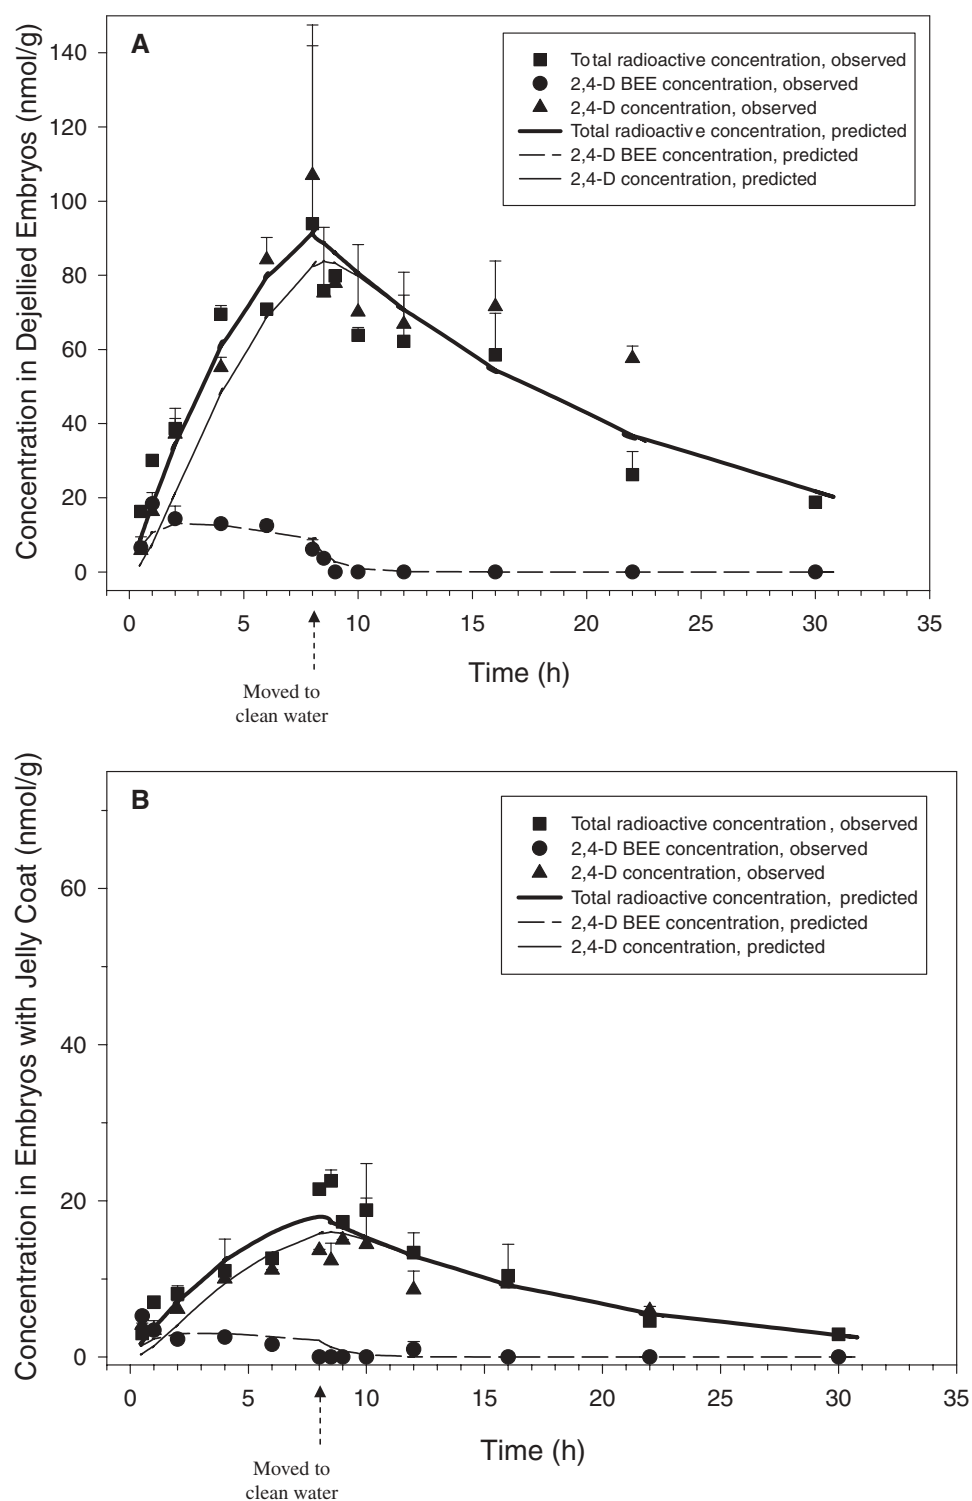 A
Concentration in Dejellied Embryos (nmol/g)
140
120
100
80
60
40
20
0
Total radioactive concentration, observed
2,4-D BEE concentration, observed
2,4-D concentration, observed
Total radioactive concentration, predicted
2,4-D BEE concentration, predicted
2,4-D concentration, predicted
0 5 10 15 20 25 30 35
Time (h)
Moved to
clean water
B
Concentration in Embryos with Jelly Coat (nmol/g)
60
40
20
0
Total radioactive concentration, observed
2,4-D BEE concentration, observed
2,4-D concentration, observed
Total radioactive concentration, predicted
2,4-D BEE concentration, predicted
2,4-D concentration, predicted
0 5 10 15 20 25 30 35
Time (h)
Moved to
clean water